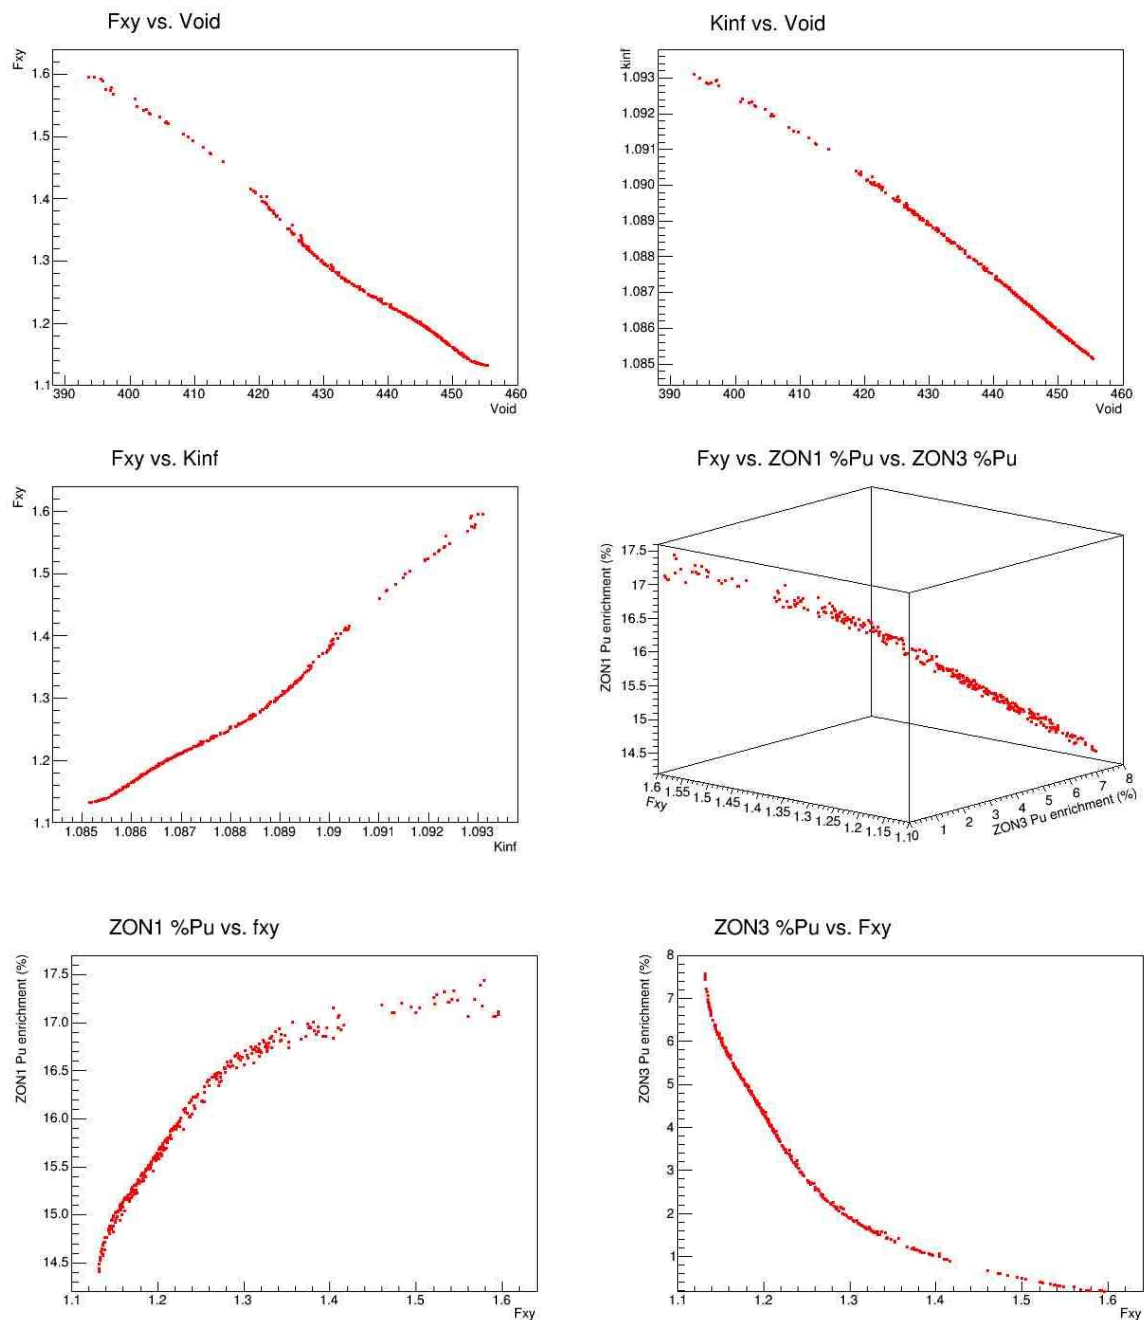 Fxy vs. Void
Fxy
1.6
1.5
1.4
1.3
1.2
1.1
390 400 410 420 430 440 450 460
Void
Kinf vs. Void
kinf
1.093
1.092
1.091
1.090
1.089
1.088
1.087
1.086
1.085
390 400 410 420 430 440 450 460
Void
Fxy vs. Kinf
Fxy
1.6
1.5
1.4
1.3
1.2
1.1
1.085 1.086 1.087 1.088 1.089 1.09 1.091 1.092 1.093
Kinf
Fxy vs. ZON1 %Pu vs. ZON3 %Pu
ZON1 Pu enrichment (%)
17.5
17
16.5
16
15.5
15
14.5
1.6 1.55 1.5 1.45 1.4 1.35 1.3 1.25 1.2 1.15 1.1
Fxy
0 1 2 3 4 5 6 7 8
ZON3 Pu enrichment (%)
ZON1 %Pu vs. fxy
ZON1 Pu enrichment (%)
17.5
17.0
16.5
16.0
15.5
15.0
14.5
1.1 1.2 1.3 1.4 1.5 1.6
Fxy
ZON3 %Pu vs. Fxy
ZON3 Pu enrichment (%)
8
7
6
5
4
3
2
1
1.1 1.2 1.3 1.4 1.5 1.6
Fxy